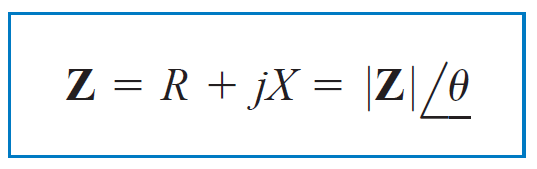 Z = R + jX = |Z|∠θ